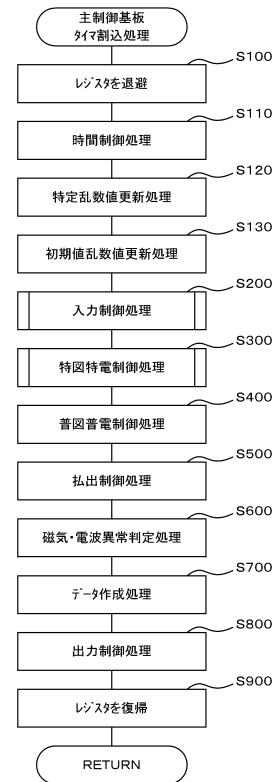 主制御基板
タイマ割込処理
S100
レジスタを退避
S110
時間制御処理
S120
特定乱数値更新処理
S130
初期値乱数値更新処理
S200
入力制御処理
S300
特図特電制御処理
S400
普図普電制御処理
S500
払出制御処理
S600
磁気・電波異常判定処理
S700
データ作成処理
S800
出力制御処理
S900
レジスタを復帰
RETURN